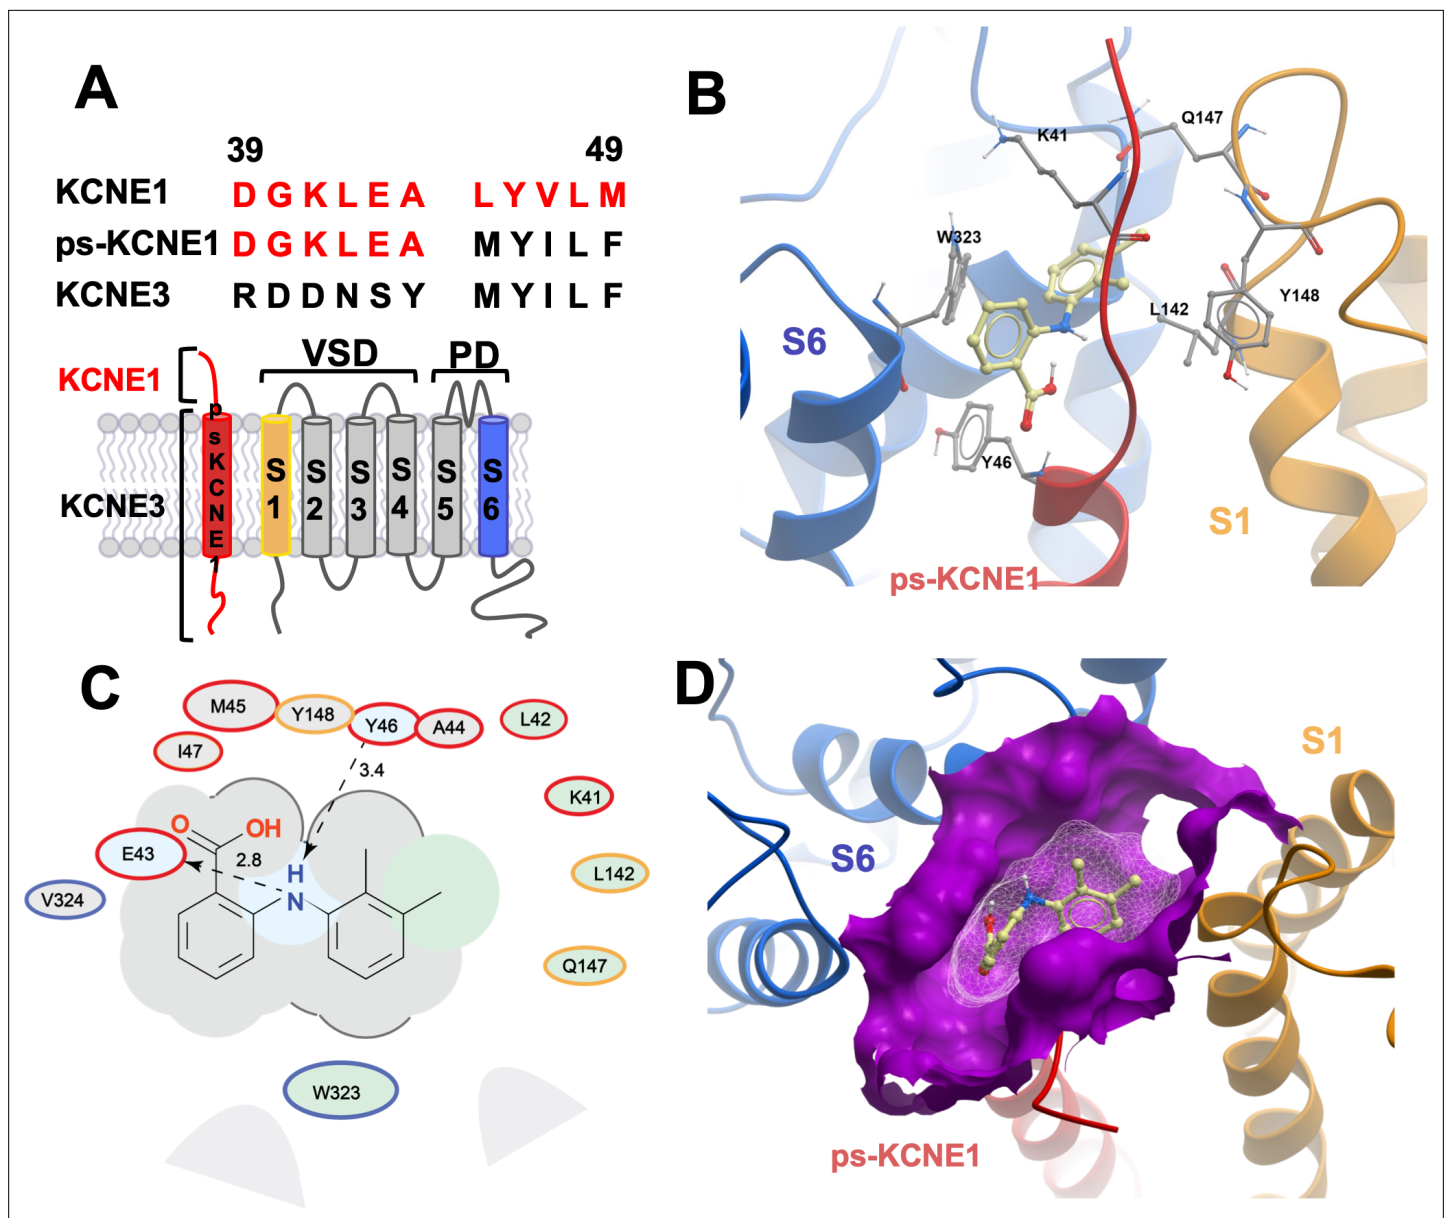 A
39 49
KCNE1 D G K L E A L Y V L M
ps-KCNE1 D G K L E A M Y I L F
KCNE3 R D D N S Y M Y I L F
VSD PD
KCNE1
KCNE3
psKCNE1
S1
S2
S3
S4
S5
S6
B
K41
Q147
W323
L142
Y148
S6
Y46
S1
ps-KCNE1
C
M45
Y148
Y46
A44
L42
I47
3.4
K41
O
OH
E43
2.8
H
N
L142
V324
Q147
W323
D
S1
S6
ps-KCNE1